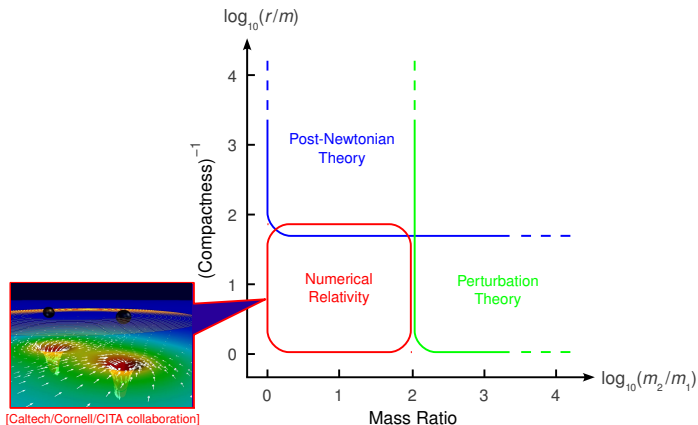 log₁₀(r/m)
4
3
2
1
0
(Compactness)⁻¹
Post-Newtonian
Theory
Numerical
Relativity
Perturbation
Theory
0
1
2
3
4
log₁₀(m₂/m₁)
Mass Ratio
[Caltech/Cornell/CITA collaboration]